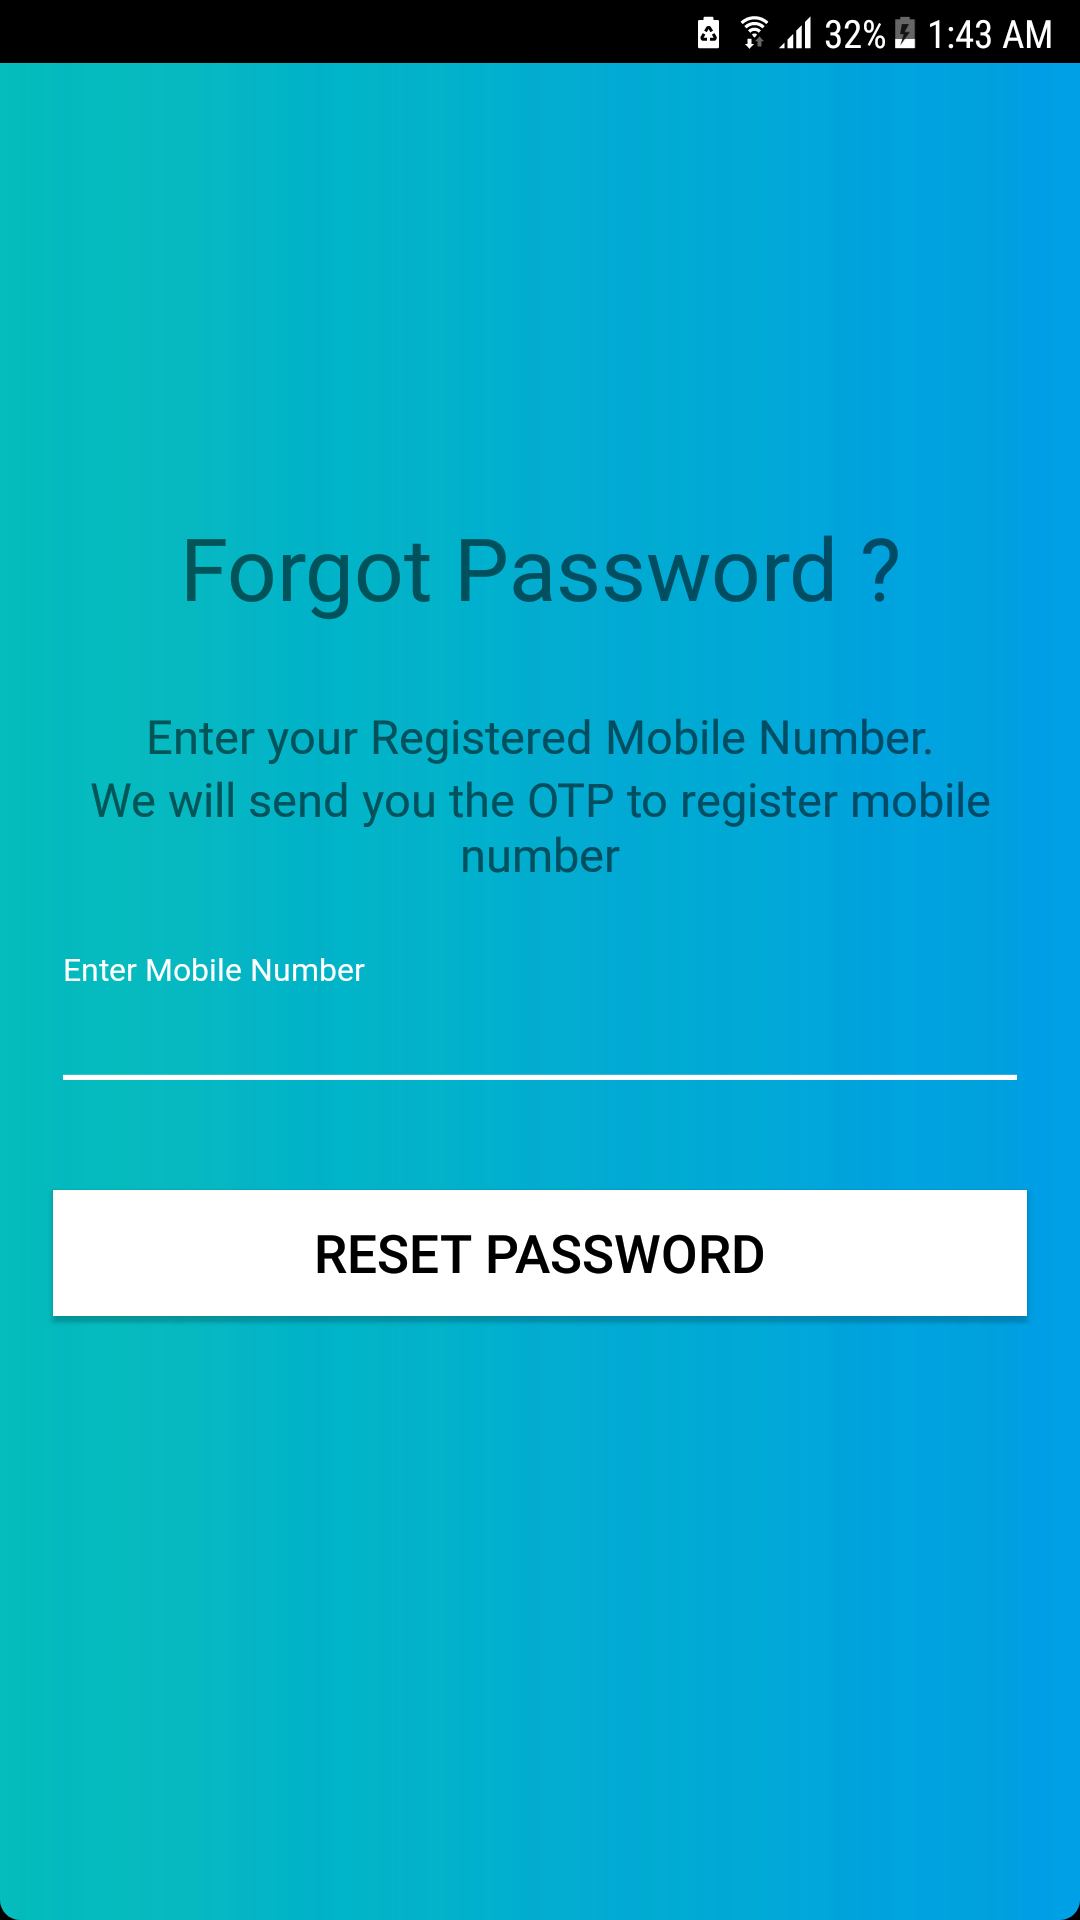 32% 1:43 AM
Forgot Password ?
Enter your Registered Mobile Number.
We will send you the OTP to register mobile
number
Enter Mobile Number
RESET PASSWORD